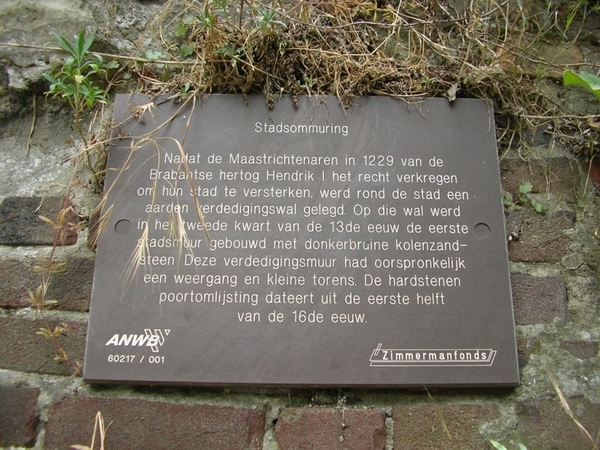 Stadsommuring
Nadat de Maastrichtenaren in 1229 van de
Brabantse hertog Hendrik I het recht verkregen
om hun stad te versterken, werd rond de stad een
aarden verdedigingswal gelegd. Op die wal werd
in het tweede kwart van de 13de eeuw de eerste
stadsmuur gebouwd met donkerbruine kolenzand-
steen. Deze verdedigingsmuur had oorspronkelijk
een weergang en kleine torens. De hardstenen
poortomlijsting dateert uit de eerste helft
van de 16de eeuw.
ANWB
60217 / 001
Zimmermanfonds